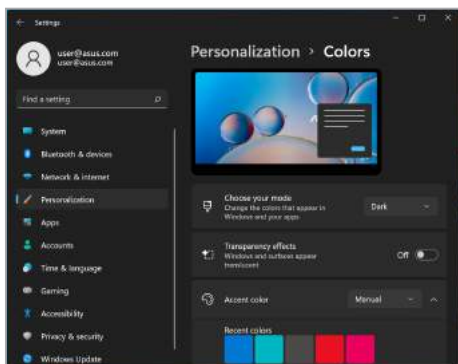 Settings
user@asus.com
user@asus.com
Find a setting
System
Bluetooth & devices
Network & internet
Personalization
Apps
Accounts
Time & language
Gaming
Accessibility
Privacy & security
Windows Update
Personalization > Colors
Choose your mode
Change the colors that appear in
Windows and your apps
Dark
Transparency effects
Windows and surfaces appear
translucent
Off
Accent color
Manual
Recent colors